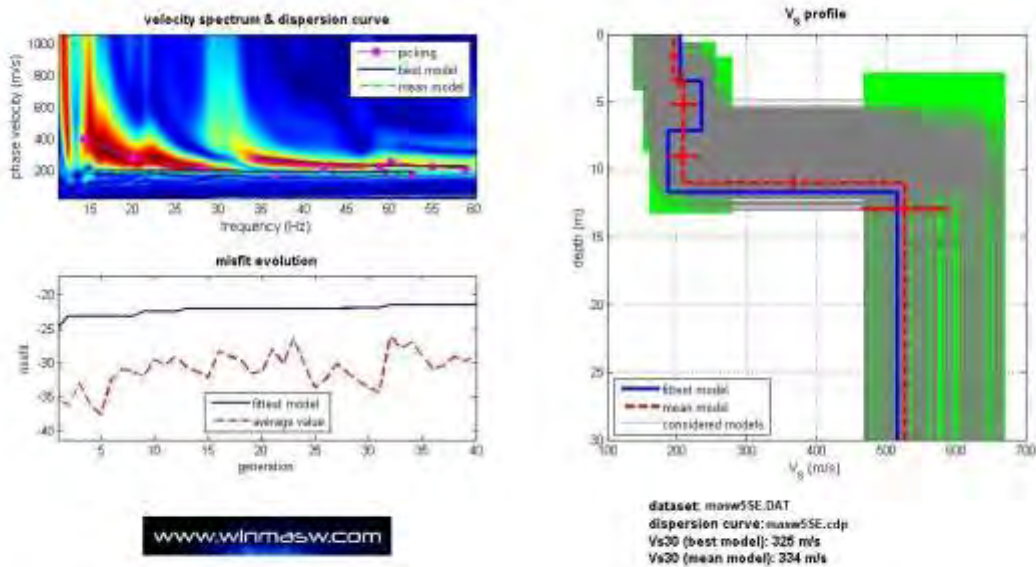 velocity spectrum & dispersion curve
1000
800
600
400
200
phase velocity (m/s)
picking
best model
mean model
15 20 25 30 35 40 45 50 55 60
frequency (Hz)
misfit evolution
-20
-25
-30
-35
-40
misfit
fittest model
average value
5 10 15 20 25 30 35 40
generation
www.winmasw.com
VS profile
0
5
10
15
20
25
30
depth (m)
fittest model
mean model
considered models
100 200 300 400 500 600 700
VS (m/s)
dataset: masw5SE.DAT
dispersion curve: masw5SE.cdp
Vs30 (best model): 326 m/s
Vs30 (mean model): 334 m/s